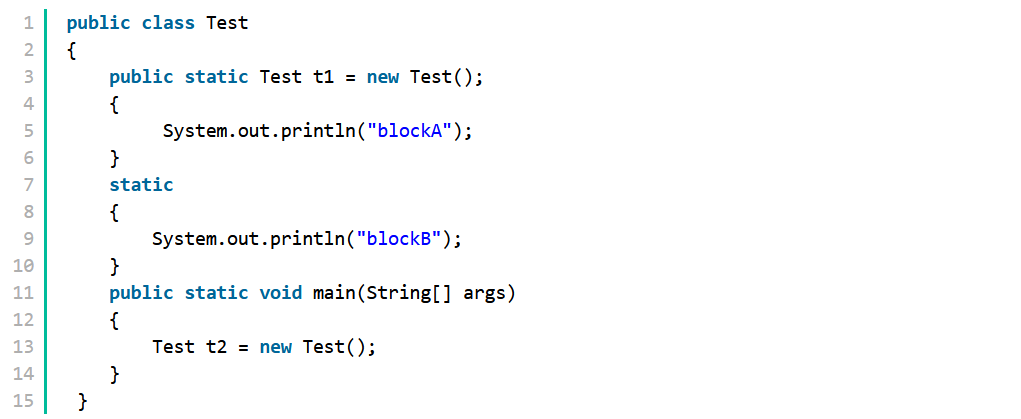 1 public class Test
2 {
3 public static Test t1 = new Test();
4 {
5 System.out.println("blockA");
6 }
7 static
8 {
9 System.out.println("blockB");
10 }
11 public static void main(String[] args)
12 {
13 Test t2 = new Test();
14 }
15 }